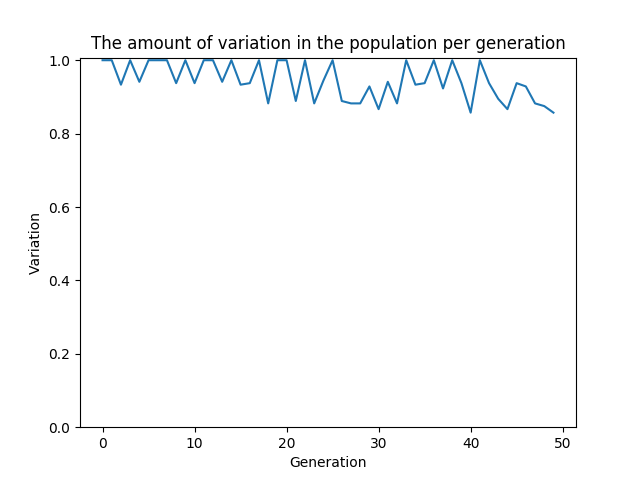 The amount of variation in the population per generation
1.0
0.8
0.6
0.4
0.2
0.0
Variation
0 10 20 30 40 50
Generation